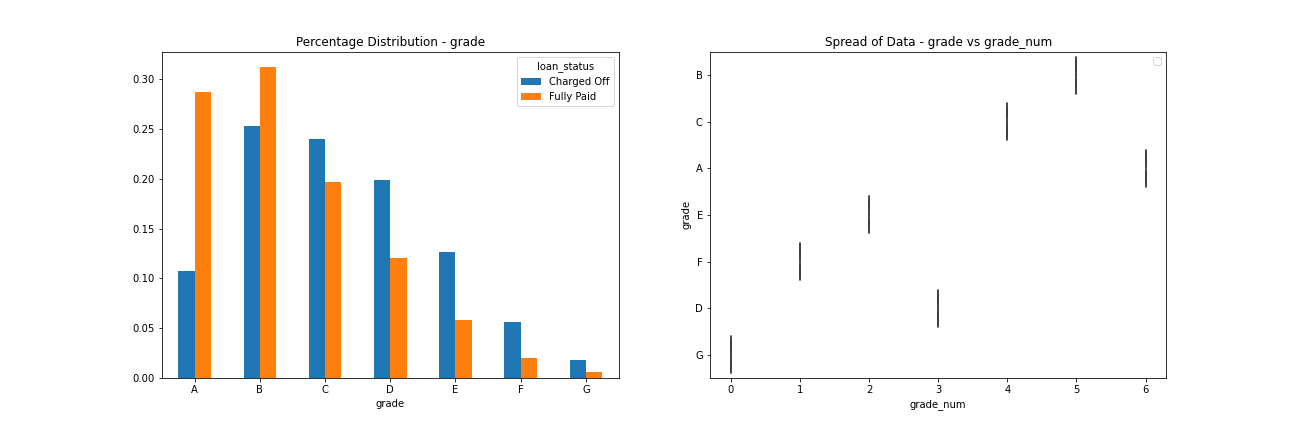 Percentage Distribution - grade
loan_status
Charged Off
Fully Paid
0.30
0.25
0.20
0.15
0.10
0.05
0.00
A B C D E F G
grade
Spread of Data - grade vs grade_num
grade
B
C
A
E
F
D
G
0 1 2 3 4 5 6
grade_num